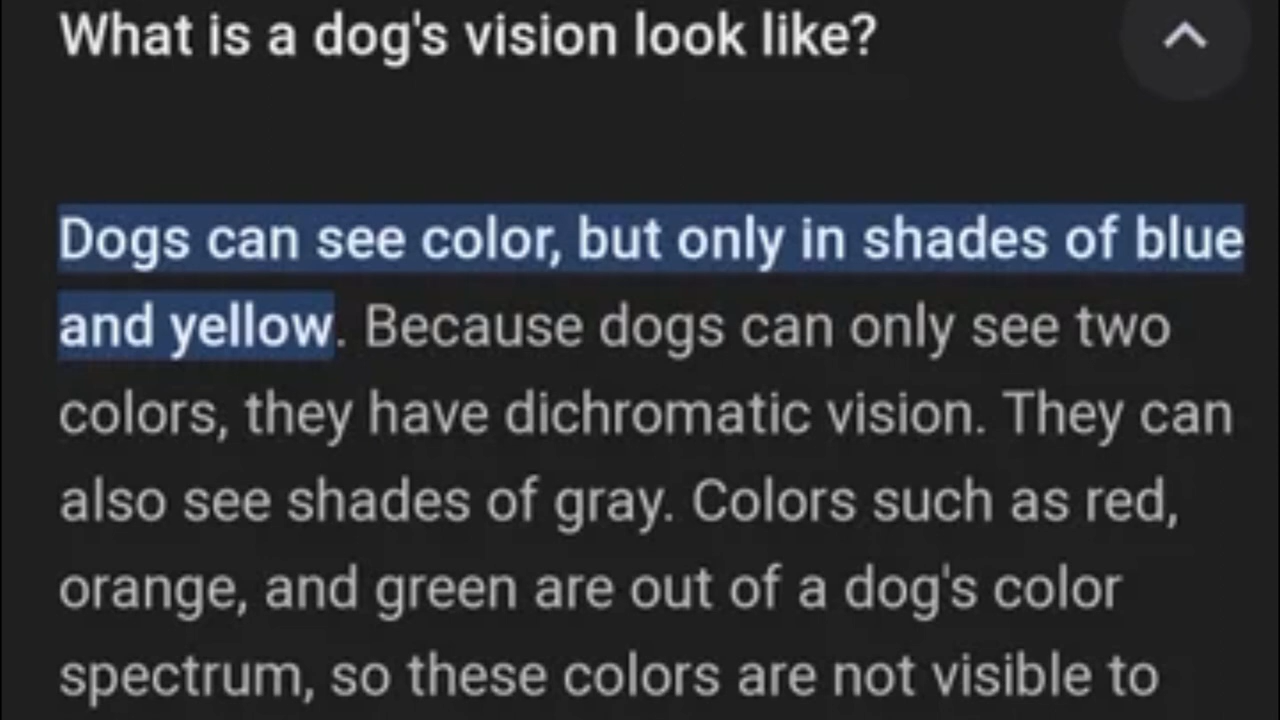 What is a dog's vision look like?
Dogs can see color, but only in shades of blue
and yellow. Because dogs can only see two
colors, they have dichromatic vision. They can
also see shades of gray. Colors such as red,
orange, and green are out of a dog's color
spectrum, so these colors are not visible to